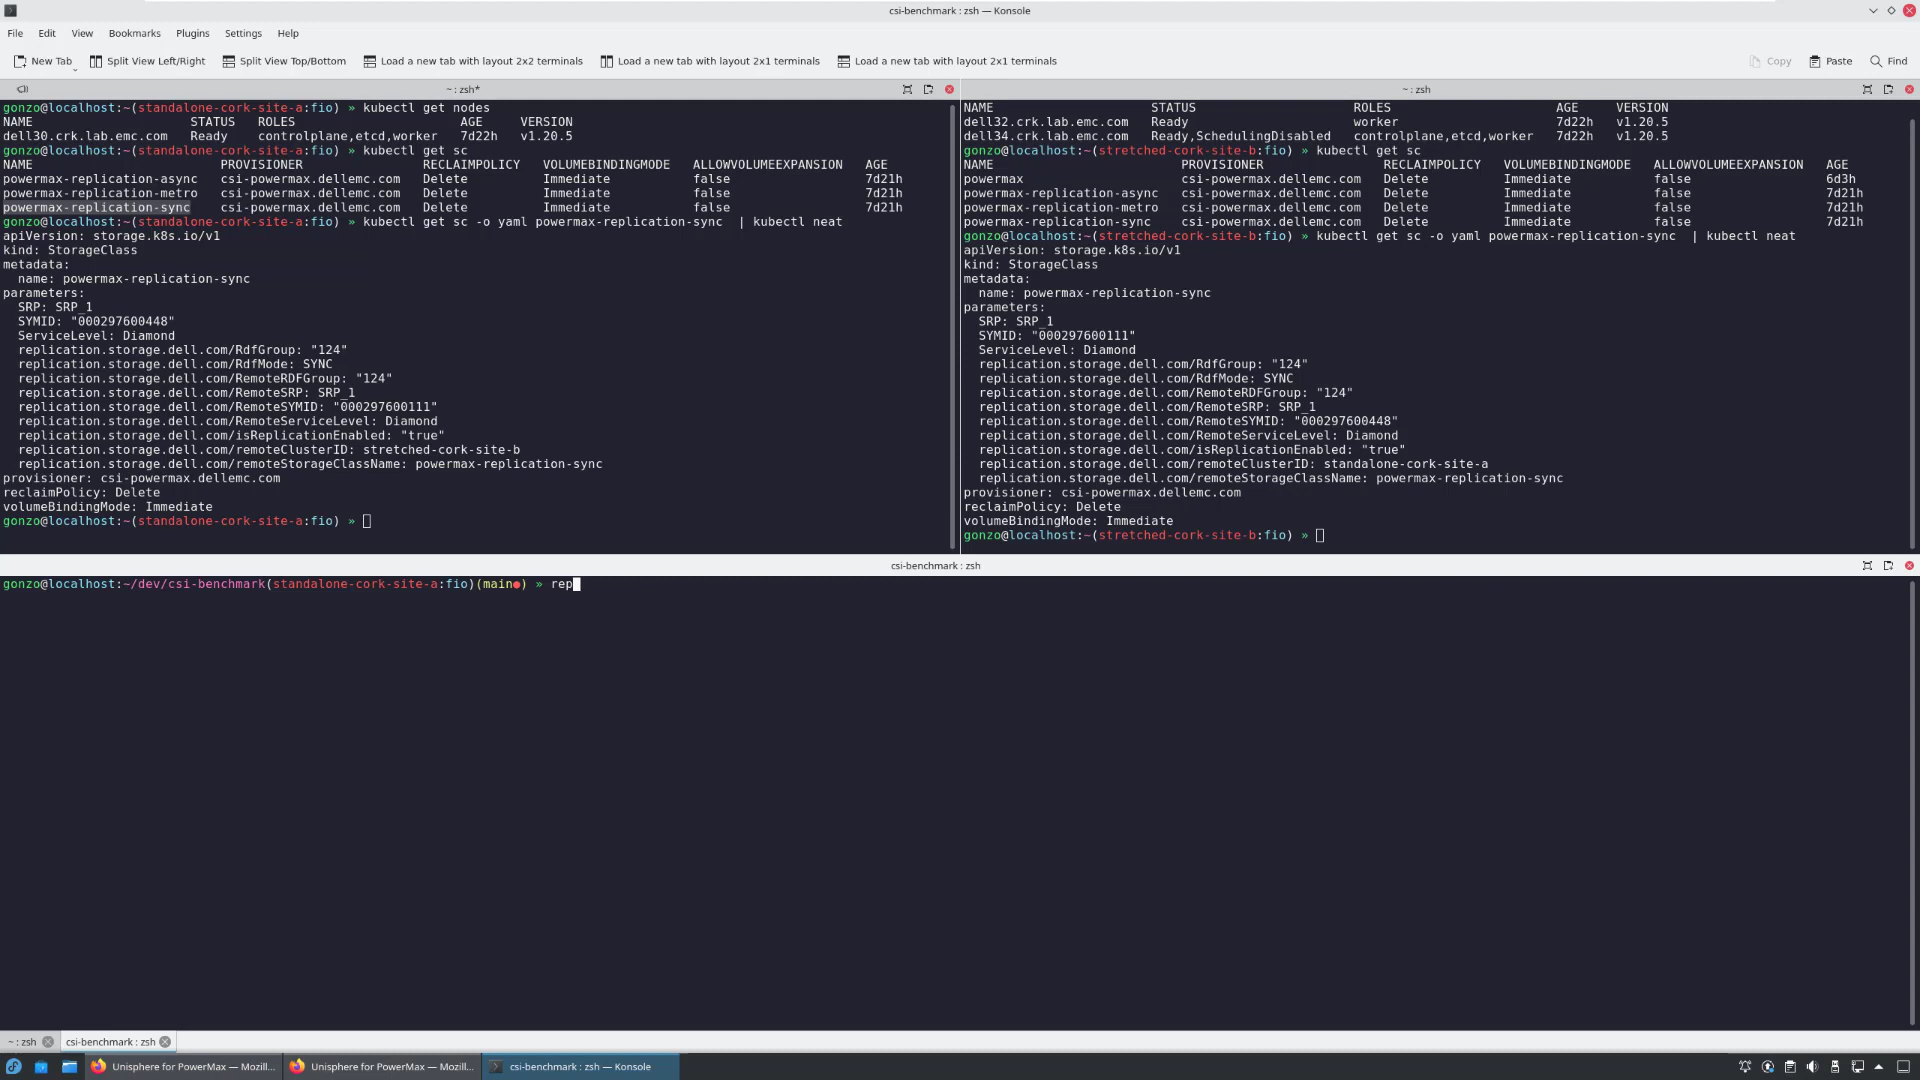 csi-benchmark : zsh — Konsole
File Edit View Bookmarks Plugins Settings Help
New Tab Split View Left/Right Split View Top/Bottom Load a new tab with layout 2x2 terminals Load a new tab with layout 2x1 terminals Load a new tab with layout 2x1 terminals Copy Paste Find
~ : zsh*
gonzo@localhost:~(standalone-cork-site-a:fio) » kubectl get nodes
NAME STATUS ROLES AGE VERSION
dell30.crk.lab.emc.com Ready controlplane,etcd,worker 7d22h v1.20.5
gonzo@localhost:~(standalone-cork-site-a:fio) » kubectl get sc
NAME PROVISIONER RECLAIMPOLICY VOLUMEBINDINGMODE ALLOWVOLUMEEXPANSION AGE
powermax-replication-async csi-powermax.dellemc.com Delete Immediate false 7d21h
powermax-replication-metro csi-powermax.dellemc.com Delete Immediate false 7d21h
powermax-replication-sync csi-powermax.dellemc.com Delete Immediate false 7d21h
gonzo@localhost:~(standalone-cork-site-a:fio) » kubectl get sc -o yaml powermax-replication-sync | kubectl neat
apiVersion: storage.k8s.io/v1
kind: StorageClass
metadata:
name: powermax-replication-sync
parameters:
SRP: SRP_1
SYMID: "000297600448"
ServiceLevel: Diamond
replication.storage.dell.com/RdfGroup: "124"
replication.storage.dell.com/RdfMode: SYNC
replication.storage.dell.com/RemoteRDFGroup: "124"
replication.storage.dell.com/RemoteSRP: SRP_1
replication.storage.dell.com/RemoteSYMID: "000297600111"
replication.storage.dell.com/RemoteServiceLevel: Diamond
replication.storage.dell.com/isReplicationEnabled: "true"
replication.storage.dell.com/remoteClusterID: stretched-cork-site-b
replication.storage.dell.com/remoteStorageClassName: powermax-replication-sync
provisioner: csi-powermax.dellemc.com
reclaimPolicy: Delete
volumeBindingMode: Immediate
gonzo@localhost:~(standalone-cork-site-a:fio) »
~ : zsh
NAME STATUS ROLES AGE VERSION
dell32.crk.lab.emc.com Ready worker 7d22h v1.20.5
dell34.crk.lab.emc.com Ready,SchedulingDisabled controlplane,etcd,worker 7d22h v1.20.5
gonzo@localhost:~(stretched-cork-site-b:fio) » kubectl get sc
NAME PROVISIONER RECLAIMPOLICY VOLUMEBINDINGMODE ALLOWVOLUMEEXPANSION AGE
powermax csi-powermax.dellemc.com Delete Immediate false 6d3h
powermax-replication-async csi-powermax.dellemc.com Delete Immediate false 7d21h
powermax-replication-metro csi-powermax.dellemc.com Delete Immediate false 7d21h
powermax-replication-sync csi-powermax.dellemc.com Delete Immediate false 7d21h
gonzo@localhost:~(stretched-cork-site-b:fio) » kubectl get sc -o yaml powermax-replication-sync | kubectl neat
apiVersion: storage.k8s.io/v1
kind: StorageClass
metadata:
name: powermax-replication-sync
parameters:
SRP: SRP_1
SYMID: "000297600111"
ServiceLevel: Diamond
replication.storage.dell.com/RdfGroup: "124"
replication.storage.dell.com/RdfMode: SYNC
replication.storage.dell.com/RemoteRDFGroup: "124"
replication.storage.dell.com/RemoteSRP: SRP_1
replication.storage.dell.com/RemoteSYMID: "000297600448"
replication.storage.dell.com/RemoteServiceLevel: Diamond
replication.storage.dell.com/isReplicationEnabled: "true"
replication.storage.dell.com/remoteClusterID: standalone-cork-site-a
replication.storage.dell.com/remoteStorageClassName: powermax-replication-sync
provisioner: csi-powermax.dellemc.com
reclaimPolicy: Delete
volumeBindingMode: Immediate
gonzo@localhost:~(stretched-cork-site-b:fio) »
csi-benchmark : zsh
gonzo@localhost:~/dev/csi-benchmark(standalone-cork-site-a:fio)(main●) » rep
~ : zsh csi-benchmark : zsh
Unisphere for PowerMax — Mozill... Unisphere for PowerMax — Mozill... csi-benchmark : zsh — Konsole